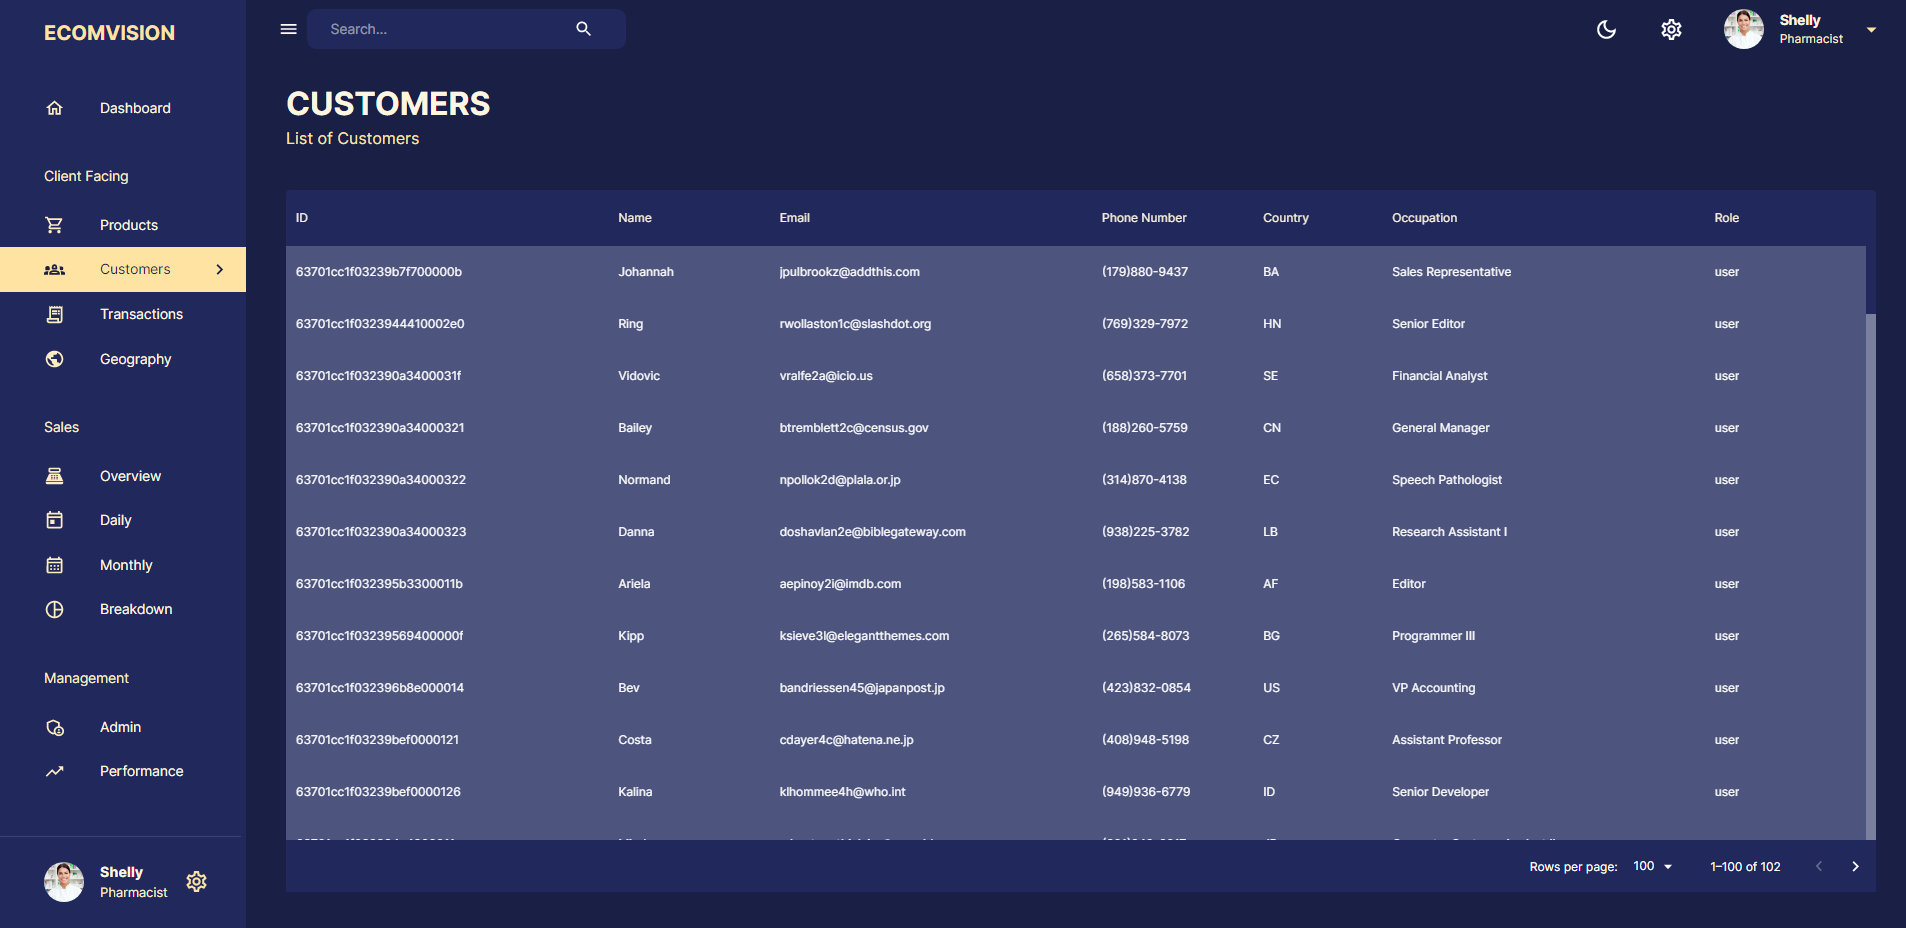 ECOMVISION
Dashboard
Client Facing
Products
Customers
Transactions
Geography
Sales
Overview
Daily
Monthly
Breakdown
Management
Admin
Performance
Shelly
Pharmacist
Search...
Shelly
Pharmacist
CUSTOMERS
List of Customers
ID Name Email Phone Number Country Occupation Role
63701cc1f03239b7f700000b Johannah jpulbrookz@addthis.com (179)880-9437 BA Sales Representative user
63701cc1f0323944410002e0 Ring rwollaston1c@slashdot.org (769)329-7972 HN Senior Editor user
63701cc1f032390a3400031f Vidovic vralfe2a@icio.us (658)373-7701 SE Financial Analyst user
63701cc1f032390a34000321 Bailey btremblett2c@census.gov (188)260-5759 CN General Manager user
63701cc1f032390a34000322 Normand npollok2d@plala.or.jp (314)870-4138 EC Speech Pathologist user
63701cc1f032390a34000323 Danna doshavlan2e@biblegateway.com (938)225-3782 LB Research Assistant I user
63701cc1f032395b3300011b Ariela aepinoy2i@imdb.com (198)583-1106 AF Editor user
63701cc1f03239569400000f Kipp ksieve3l@elegantthemes.com (265)584-8073 BG Programmer III user
63701cc1f032396b8e000014 Bev bandriessen45@japanpost.jp (423)832-0854 US VP Accounting user
63701cc1f03239bef0000121 Costa cdayer4c@hatena.ne.jp (408)948-5198 CZ Assistant Professor user
63701cc1f03239bef0000126 Kalina klhommee4h@who.int (949)936-6779 ID Senior Developer user
Rows per page: 100 1–100 of 102